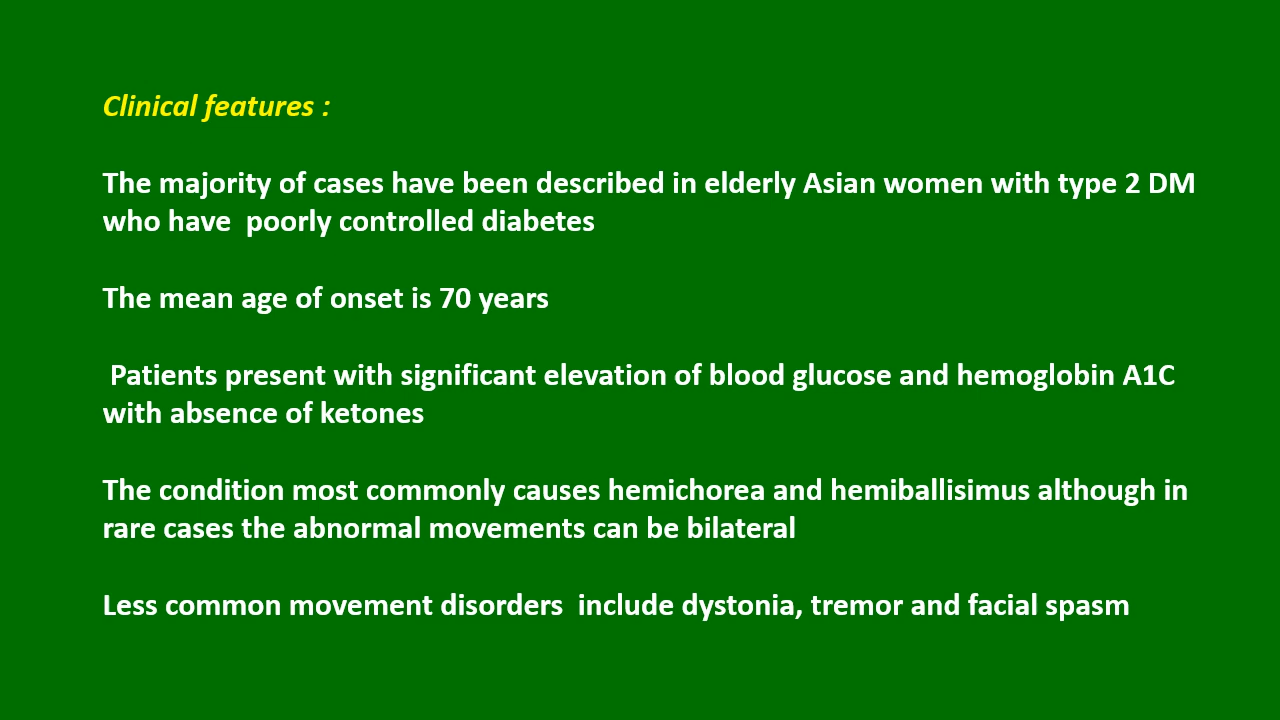 Clinical features :
The majority of cases have been described in elderly Asian women with type 2 DM
who have  poorly controlled diabetes
The mean age of onset is 70 years
Patients present with significant elevation of blood glucose and hemoglobin A1C
with absence of ketones
The condition most commonly causes hemichorea and hemiballisimus although in
rare cases the abnormal movements can be bilateral
Less common movement disorders  include dystonia, tremor and facial spasm